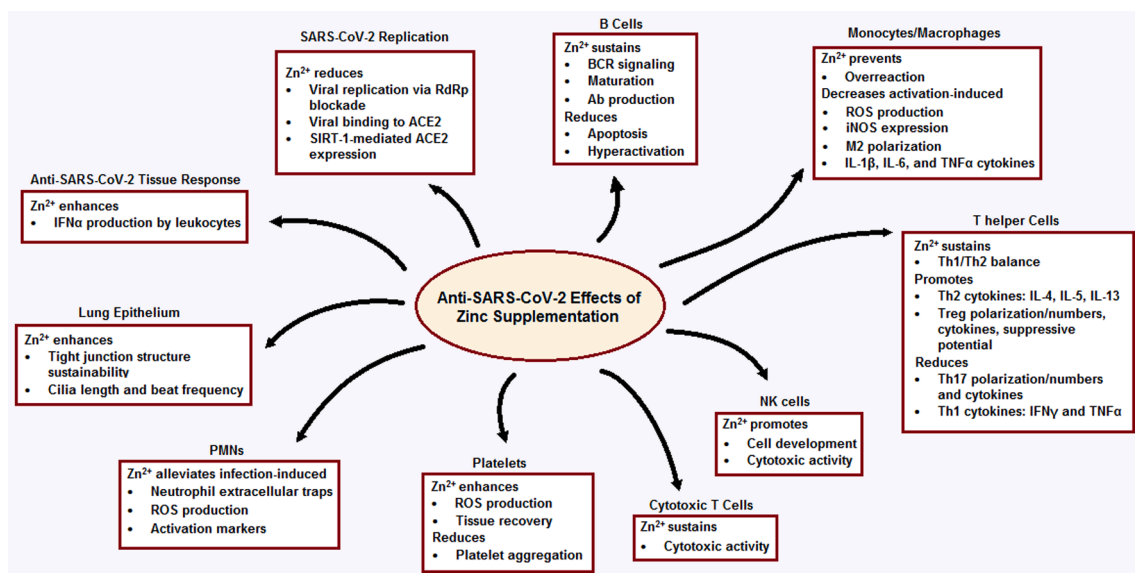 SARS-CoV-2 Replication
Zn2+ reduces
• Viral replication via RdRp
blockade
• Viral binding to ACE2
• SIRT-1-mediated ACE2
expression
B Cells
Zn2+ sustains
• BCR signaling
• Maturation
• Ab production
Reduces
• Apoptosis
• Hyperactivation
Monocytes/Macrophages
Zn2+ prevents
• Overreaction
Decreases activation-induced
• ROS production
• iNOS expression
• M2 polarization
• IL-1β, IL-6, and TNFα cytokines
Anti-SARS-CoV-2 Tissue Response
Zn2+ enhances
• IFNα production by leukocytes
T helper Cells
Zn2+ sustains
• Th1/Th2 balance
Promotes
• Th2 cytokines: IL-4, IL-5, IL-13
• Treg polarization/numbers,
cytokines, suppressive
potential
Reduces
• Th17 polarization/numbers
and cytokines
• Th1 cytokines: IFNγ and TNFα
Anti-SARS-CoV-2 Effects of
Zinc Supplementation
Lung Epithelium
Zn2+ enhances
• Tight junction structure
sustainability
• Cilia length and beat frequency
NK cells
Zn2+ promotes
• Cell development
• Cytotoxic activity
PMNs
Zn2+ alleviates infection-induced
• Neutrophil extracellular traps
• ROS production
• Activation markers
Platelets
Zn2+ enhances
• ROS production
• Tissue recovery
Reduces
• Platelet aggregation
Cytotoxic T Cells
Zn2+ sustains
• Cytotoxic activity